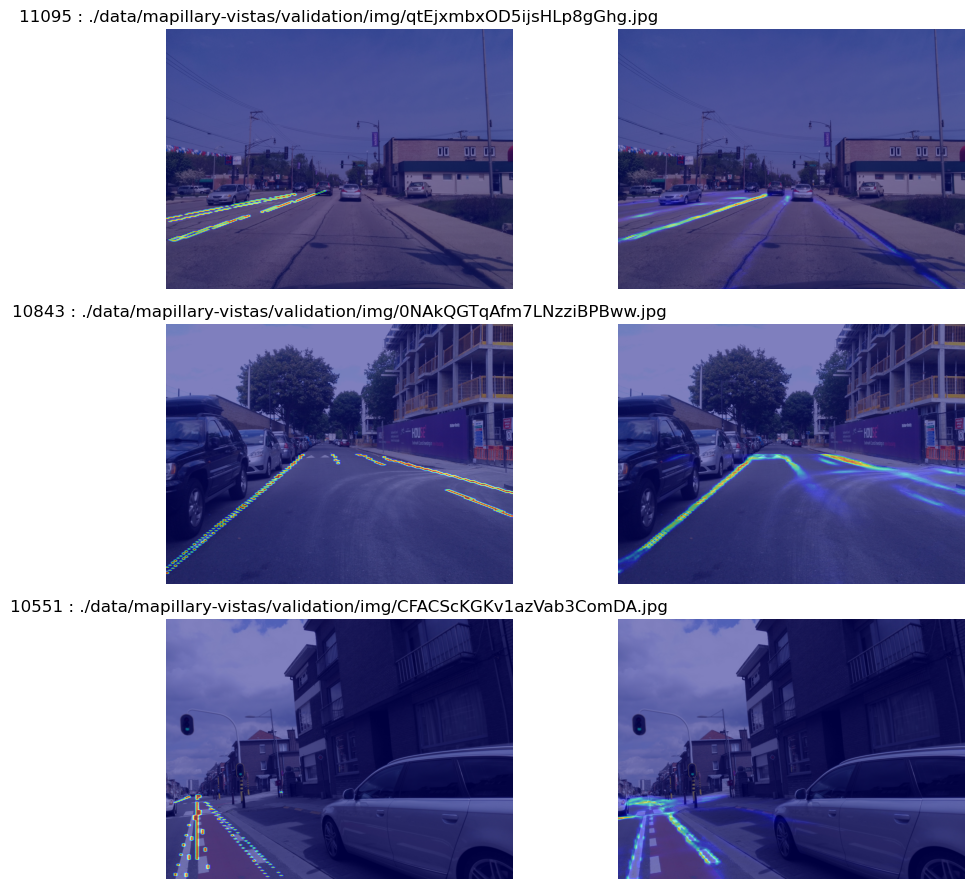 11095 : ./data/mapillary-vistas/validation/img/qtEjxmbxOD5ijsHLp8gGhg.jpg
10843 : ./data/mapillary-vistas/validation/img/0NAkQGTqAfm7LNzziBPBww.jpg
HOUSE
10551 : ./data/mapillary-vistas/validation/img/CFACScKGKv1azVab3ComDA.jpg